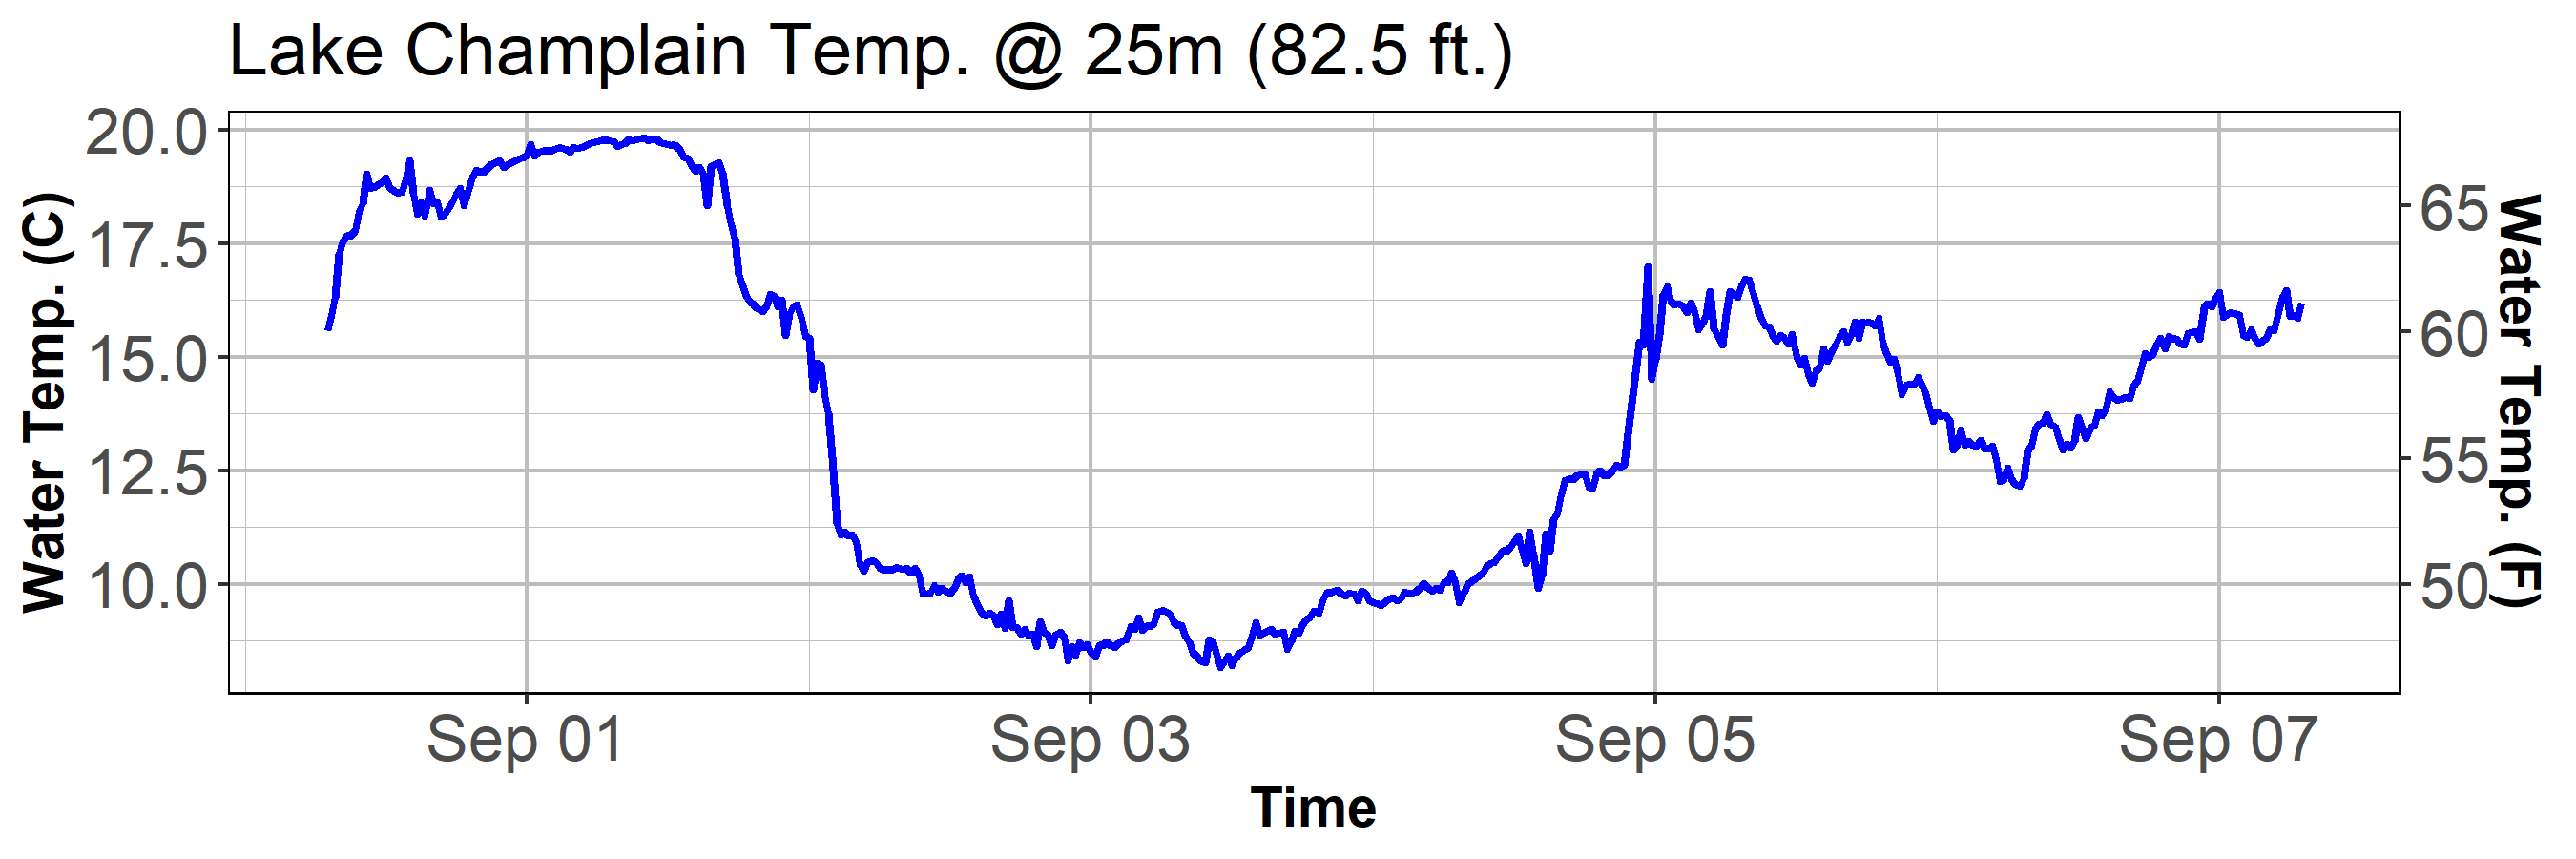 Lake Champlain Temp. @ 25m (82.5 ft.)
Water Temp. (C)
20.0
17.5
15.0
12.5
10.0
65
60
55
50
Water Temp. (F)
Sep 01 Sep 03 Sep 05 Sep 07
Time